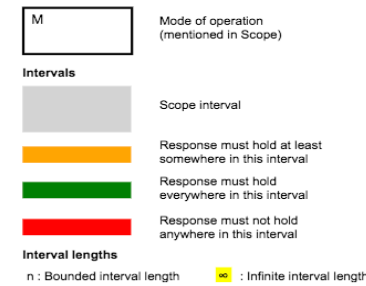 M
Mode of operation
(mentioned in Scope)
Intervals
Scope interval
Response must hold at least
somewhere in this interval
Response must hold
everywhere in this interval
Response must not hold
anywhere in this interval
Interval lengths
n : Bounded interval length
∞ : Infinite interval length